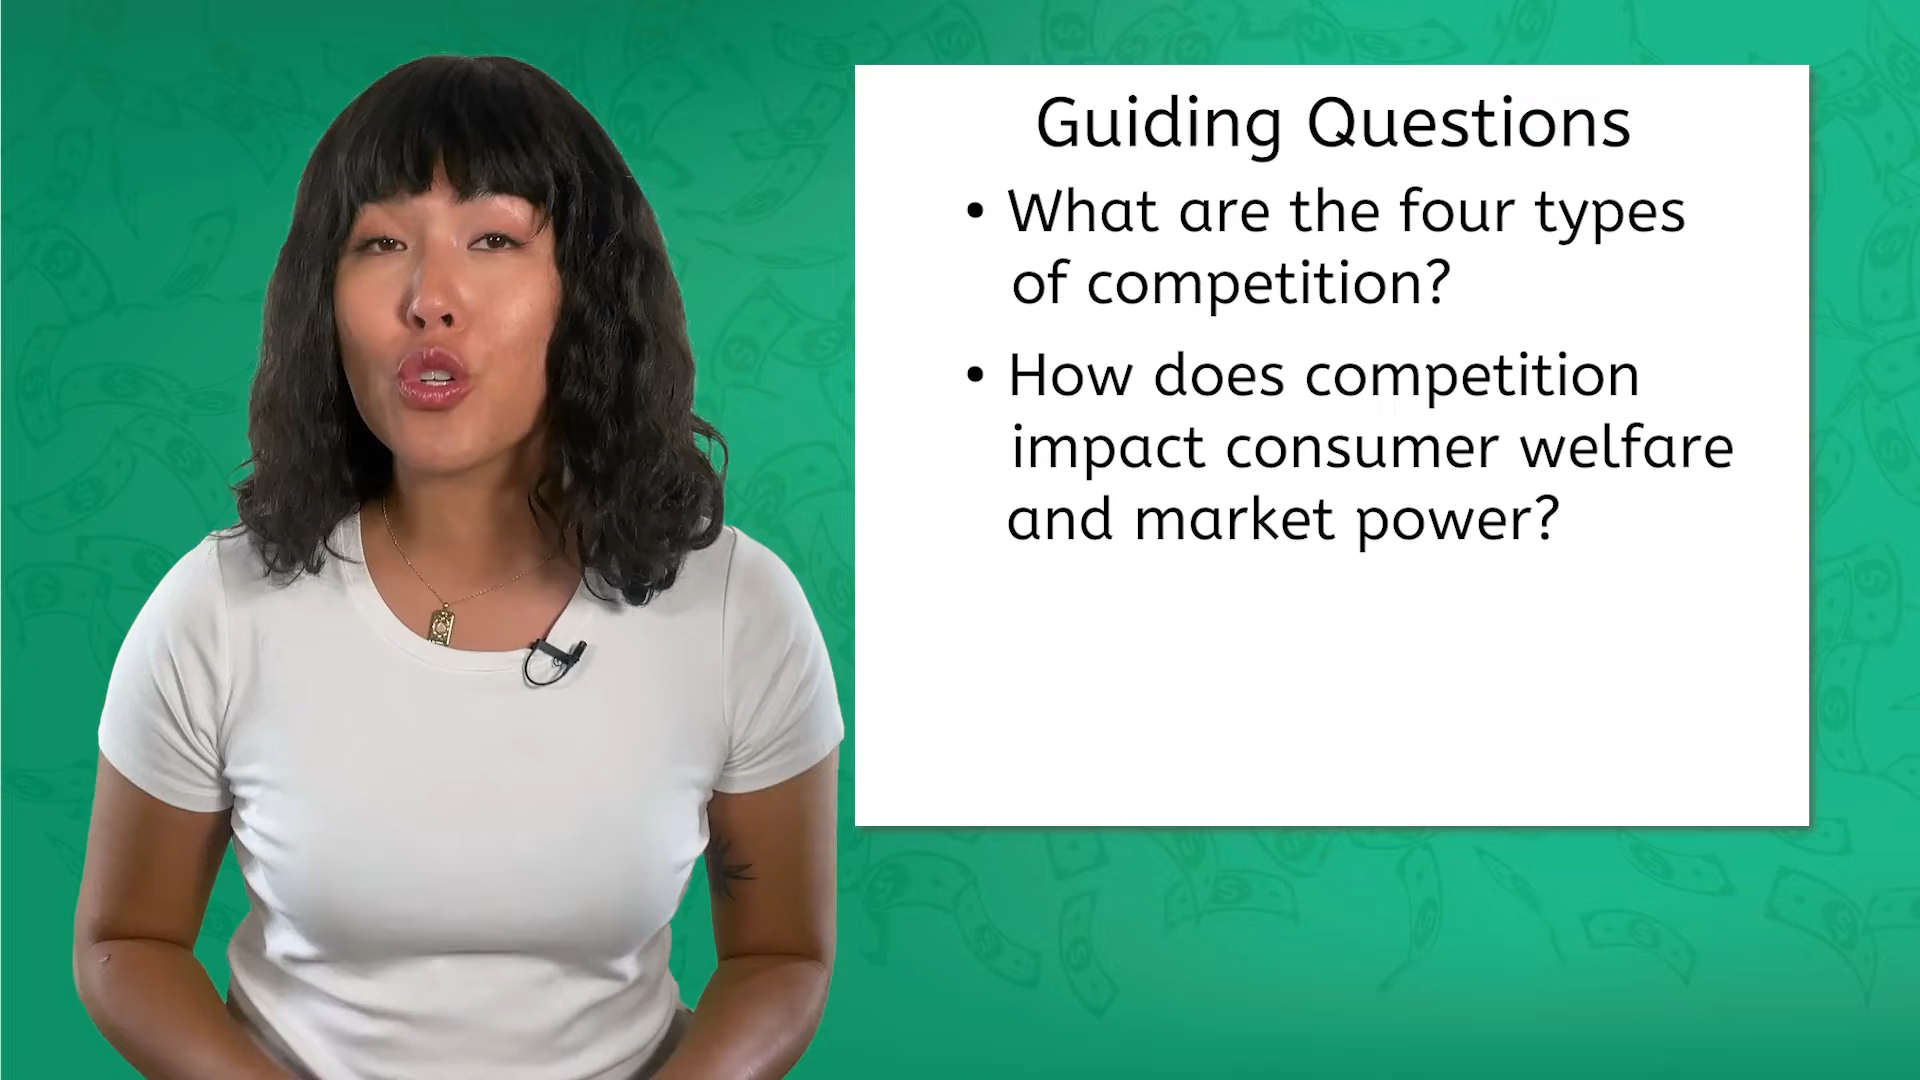 Guiding Questions
• What are the four types
of competition?
• How does competition
impact consumer welfare
and market power?